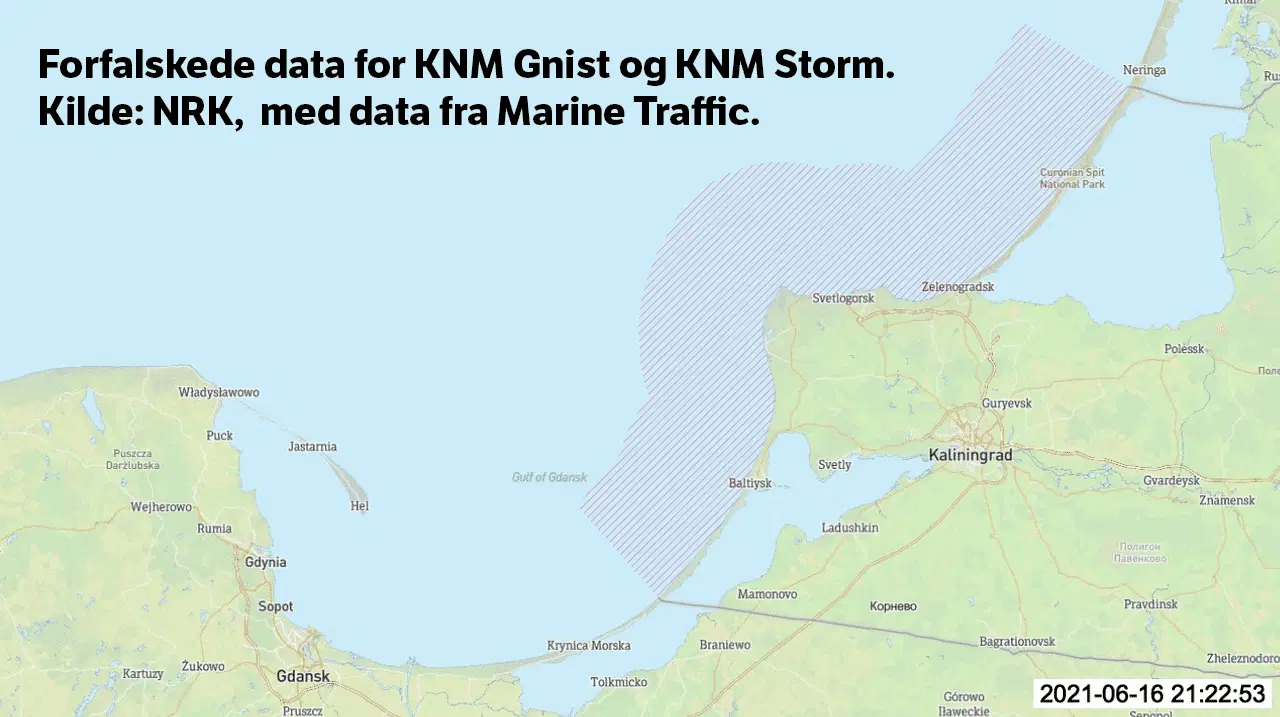 Forfalskede data for KNM Gnist og KNM Storm.
Kilde: NRK, med data fra Marine Traffic.
Neringa
Curonian Spit
National Park
Zelenogradsk
Svetlogorsk
Polessk
Władysławowo
Guryevsk
Puck
Jastarnia
Puszcza
Darżlubska
Kaliningrad
Svetly
Gulf of Gdansk
Baltiysk
Gvardeysk
Znamensk
Hel
Wejherowo
Rumia
Ladushkin
Полигон
Павенково
Gdynia
Mamonovo
Корнево
Pravdinsk
Sopot
Krynica Morska
Braniewo
Bagrationovsk
Zheleznodoro
Żukowo
Kartuzy
Gdańsk
Tolkmicko
2021-06-16 21:22:53
Górowo
Iławeckie
Pruszcz